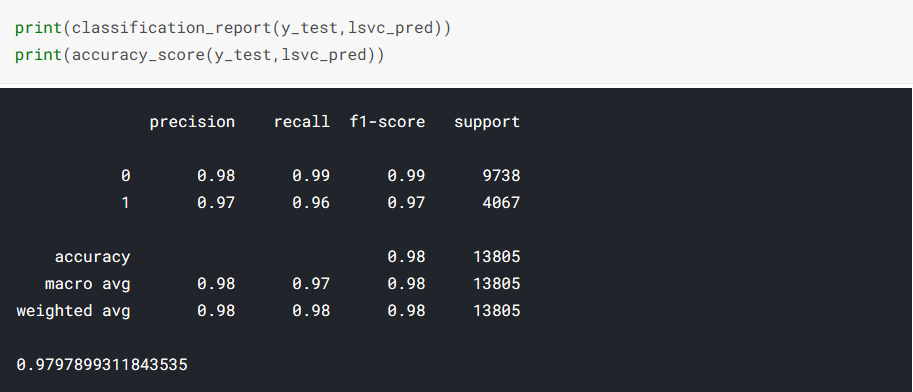 print(classification_report(y_test,lsvc_pred))
print(accuracy_score(y_test,lsvc_pred))
precision recall f1-score support
0 0.98 0.99 0.99 9738
1 0.97 0.96 0.97 4067
accuracy 0.98 13805
macro avg 0.98 0.97 0.98 13805
weighted avg 0.98 0.98 0.98 13805
0.9797899311843535